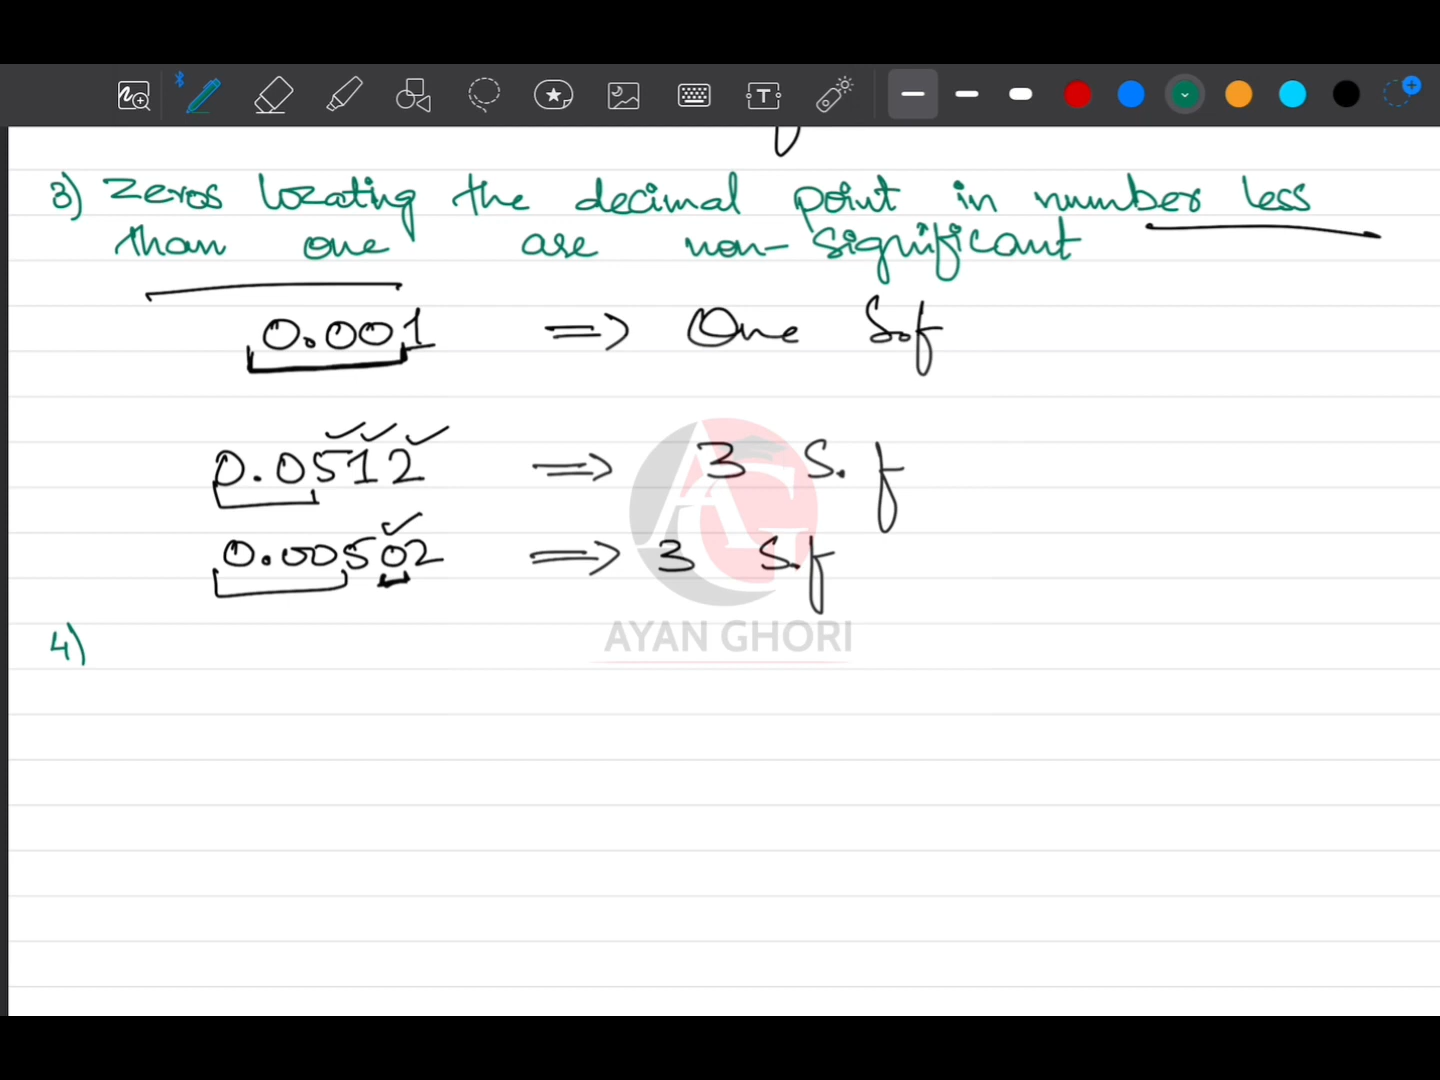 3) Zeros locating the decimal point in number less
than one are non-significant
0.001 => One S.f
0.0512 => 3 S.f
0.00502 => 3 S.f
AYAN GHORI
4)